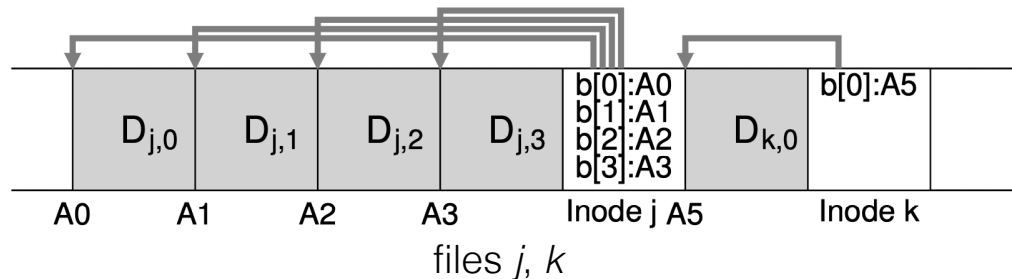 b[0]:A0
b[1]:A1
b[2]:A2
b[3]:A3
b[0]:A5
Dj,0 Dj,1 Dj,2 Dj,3 Dk,0
A0 A1 A2 A3 Inode j A5 Inode k
files j, k